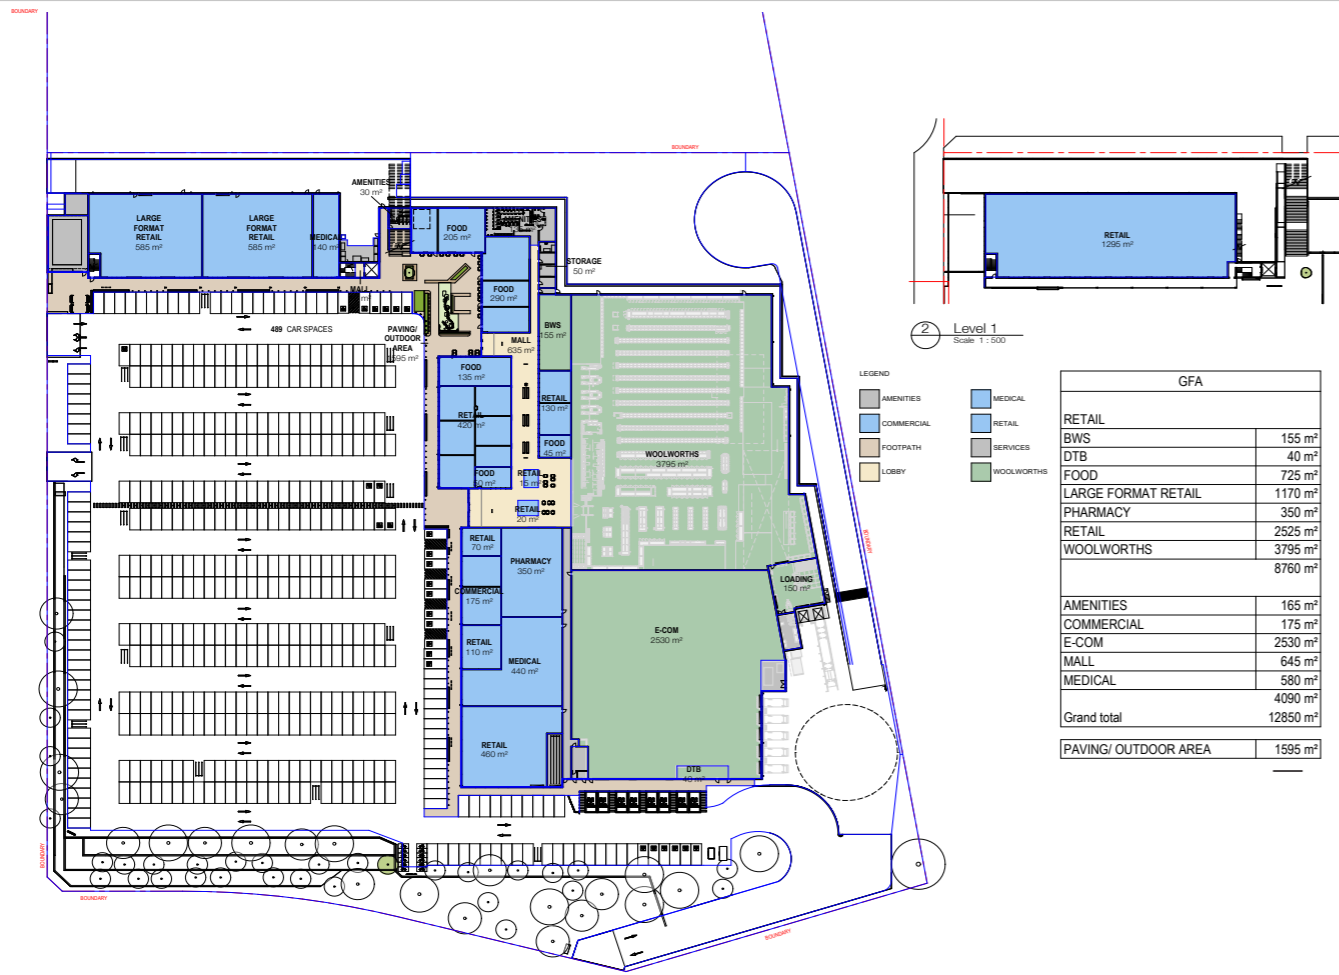 BOUNDARY
BOUNDARY
AMENITIES
30 m²
LARGE
FORMAT
RETAIL
585 m²
LARGE
FORMAT
RETAIL
585 m²
MEDICAL
140 m²
FOOD
205 m²
STORAGE
50 m²
FOOD
290 m²
MALL
489 CAR SPACES
PAVING/
OUTDOOR
AREA
1595 m²
BWS
155 m²
MALL
635 m²
FOOD
135 m²
RETAIL
420 m²
RETAIL
130 m²
FOOD
45 m²
WOOLWORTHS
3795 m²
FOOD
RETAIL
15 m²
RETAIL
20 m²
RETAIL
70 m²
PHARMACY
350 m²
COMMERCIAL
175 m²
RETAIL
110 m²
MEDICAL
440 m²
E-COM
2530 m²
LOADING
150 m²
RETAIL
460 m²
DTB
40 m²
BOUNDARY
BOUNDARY
BOUNDARY
BOUNDARY
RETAIL
1295 m²
2
Level 1
Scale 1 : 500
LEGEND
AMENITIES
COMMERCIAL
FOOTPATH
LOBBY
MEDICAL
RETAIL
SERVICES
WOOLWORTHS
GFA
RETAIL
BWS 155 m²
DTB 40 m²
FOOD 725 m²
LARGE FORMAT RETAIL 1170 m²
PHARMACY 350 m²
RETAIL 2525 m²
WOOLWORTHS 3795 m²
8760 m²
AMENITIES 165 m²
COMMERCIAL 175 m²
E-COM 2530 m²
MALL 645 m²
MEDICAL 580 m²
4090 m²
Grand total 12850 m²
PAVING/ OUTDOOR AREA 1595 m²